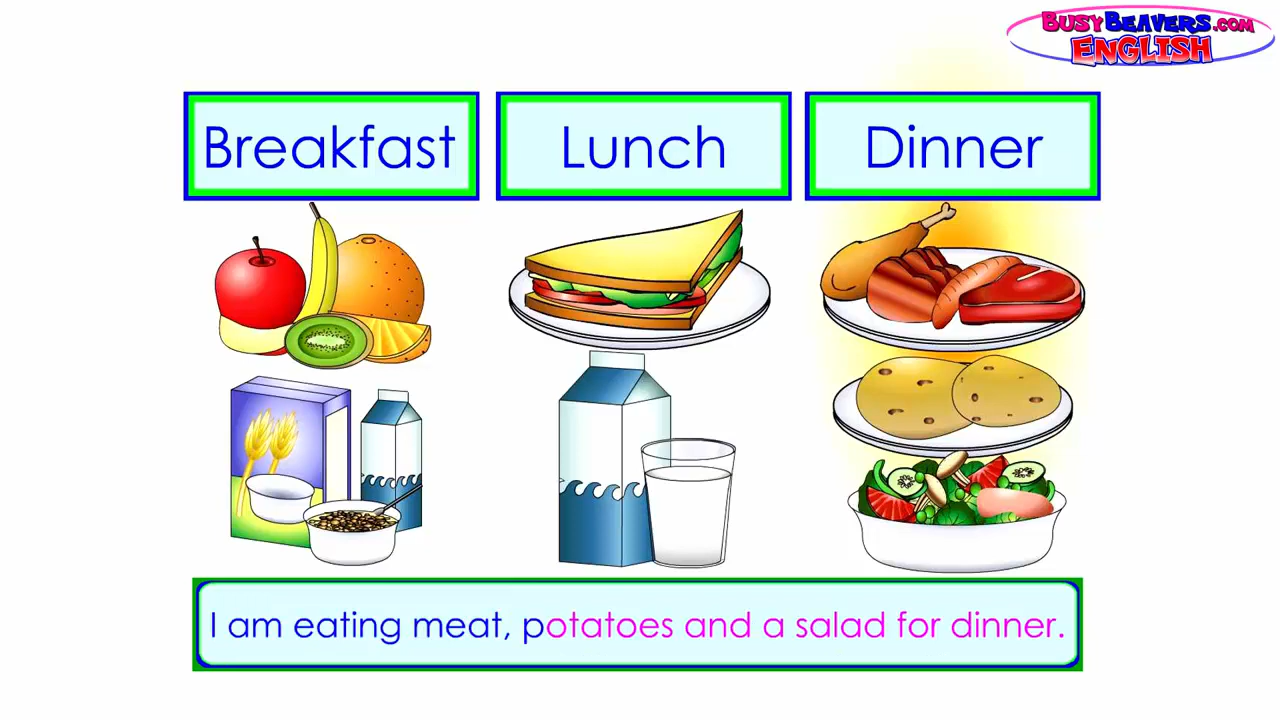 BUSYBEAVERS.COM
ENGLISH
Breakfast
Lunch
Dinner
I am eating meat, potatoes and a salad for dinner.